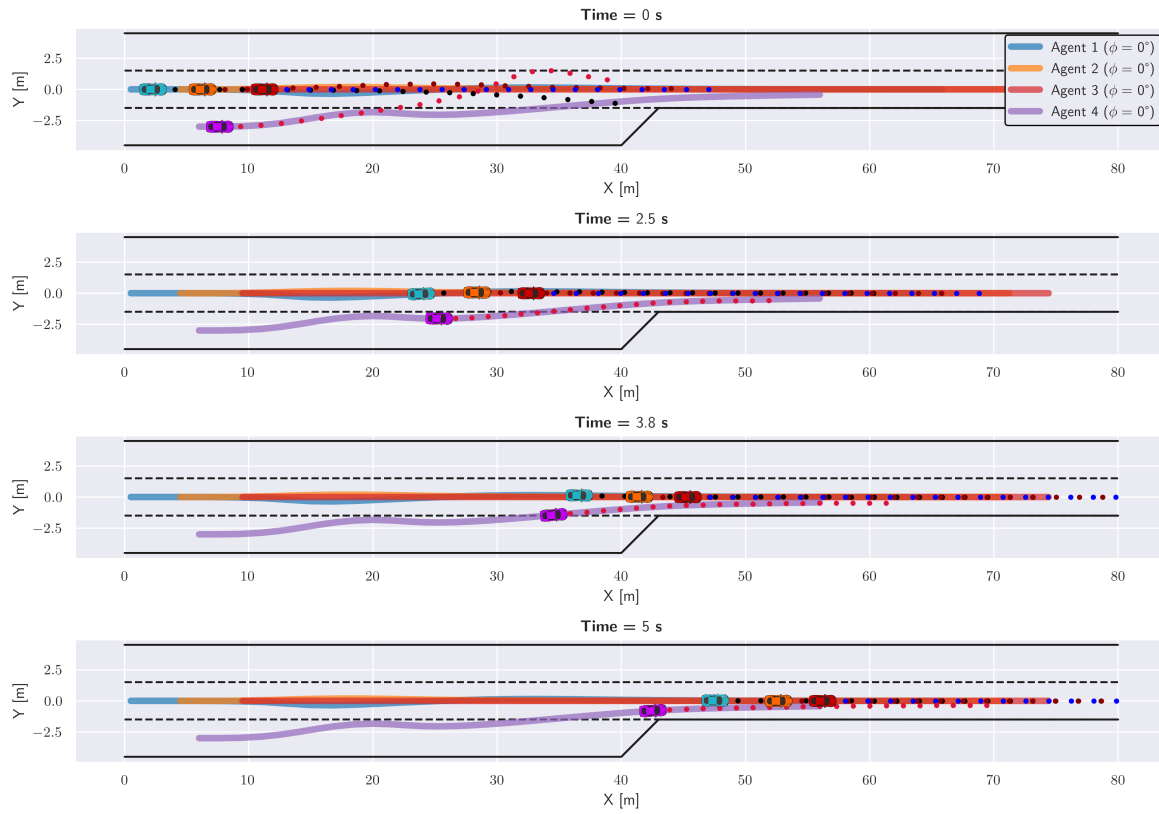 Time = 0 s
Y [m]
2.5
0.0
−2.5
Agent 1 (ϕ = 0°)
Agent 2 (ϕ = 0°)
Agent 3 (ϕ = 0°)
Agent 4 (ϕ = 0°)
0 10 20 30 40 50 60 70 80
X [m]
Time = 2.5 s
Y [m]
2.5
0.0
−2.5
0 10 20 30 40 50 60 70 80
X [m]
Time = 3.8 s
Y [m]
2.5
0.0
−2.5
0 10 20 30 40 50 60 70 80
X [m]
Time = 5 s
Y [m]
2.5
0.0
−2.5
0 10 20 30 40 50 60 70 80
X [m]